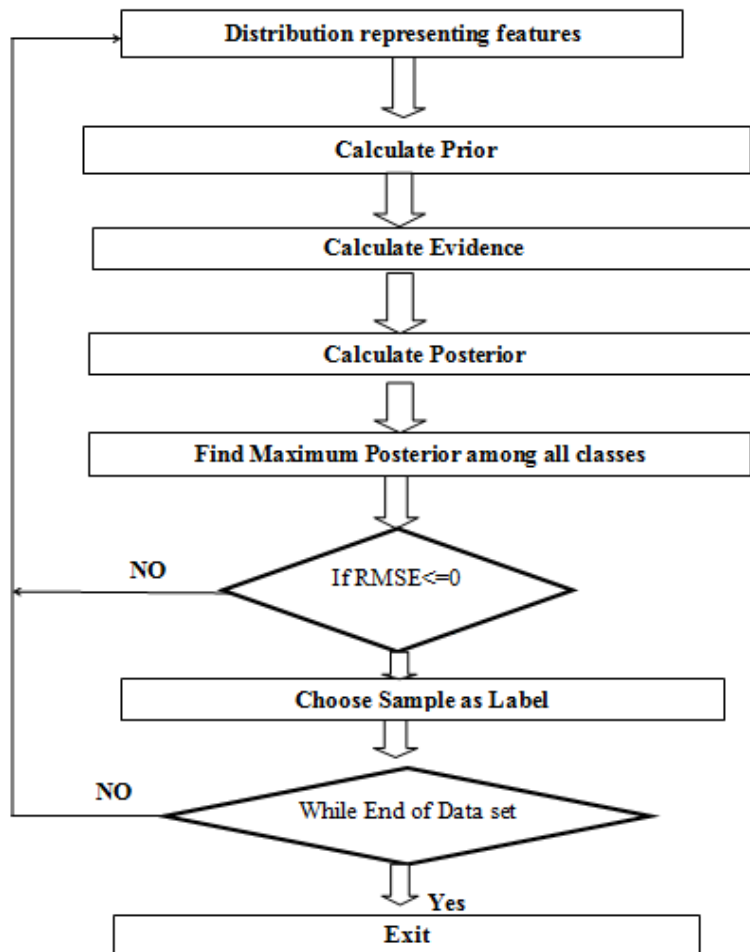 Distribution representing features
Calculate Prior
Calculate Evidence
Calculate Posterior
Find Maximum Posterior among all classes
NO
If RMSE<=0
Choose Sample as Label
NO
While End of Data set
Yes
Exit